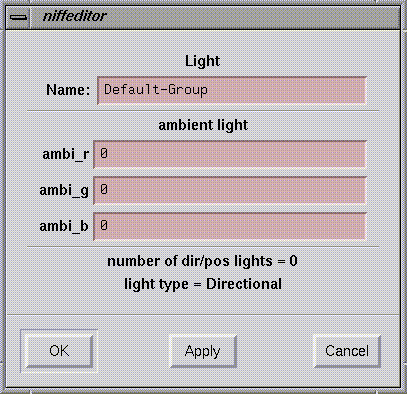 niffeditor
Light
Name: Default-Group
ambient light
ambi_r 0
ambi_g 0
ambi_b 0
number of dir/pos lights = 0
light type = Directional
OK Apply Cancel